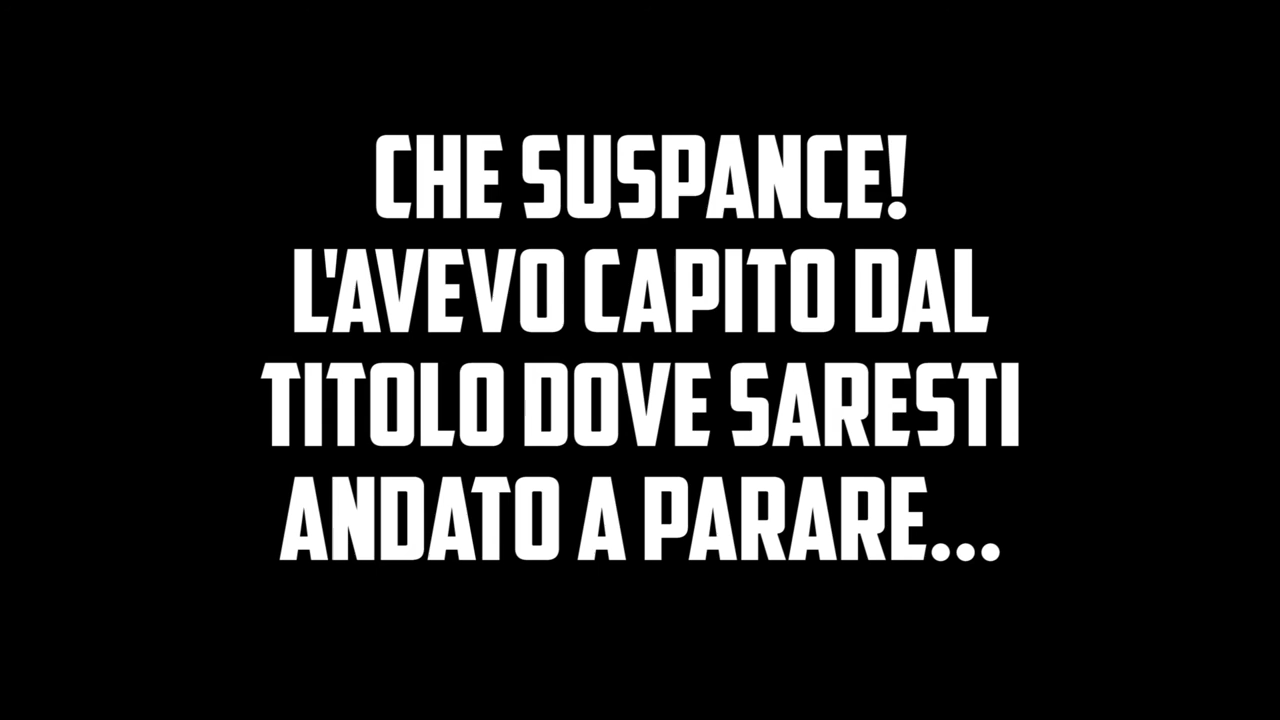 CHE SUSPANCE!
L'AVEVO CAPITO DAL
TITOLO DOVE SARESTI
ANDATO A PARARE...